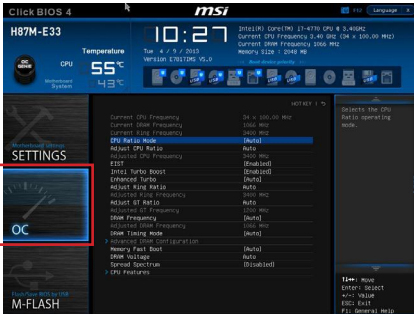 Click BIOS 4
msi
F12 Language
H87M-E33
10:27
Temperature
Tue 4 / 9 / 2013
Version E7817IMS V1.0
CPU
55°C
Motherboard
System
43°C
Intel(R) Core(TM) i7-4770 CPU @ 3.40GHz
Current CPU Frequency 3.40 GHz (34 x 100.00 MHz)
Current DRAM Frequency 1066 MHz
Memory Size : 2048 MB
Boot device priority
OC GENIE
HOT KEY
Motherboard settings
SETTINGS
OC
Flash/Save BIOS by USB
M-FLASH
Current CPU Frequency 34 x 100.00 MHz
Current DRAM Frequency 1066 MHz
Current Ring Frequency 3400 MHz
CPU Ratio Mode [Auto]
Adjust CPU Ratio Auto
Adjusted CPU Frequency 3400 MHz
EIST [Enabled]
Intel Turbo Boost [Enabled]
Enhanced Turbo [Auto]
Adjust Ring Ratio Auto
Adjusted Ring Frequency 3400 MHz
Adjust GT Ratio Auto
Adjusted GT Frequency 1200 MHz
DRAM Frequency [Auto]
Adjusted DRAM Frequency 1066 MHz
DRAM Timing Mode [Auto]
> Advanced DRAM Configuration
Memory Fast Boot [Auto]
DRAM Voltage Auto
Spread Spectrum [Disabled]
> CPU Features
Selects the CPU
Ratio operating
mode.
↑↓←→: Move
Enter: Select
+/-: Value
ESC: Exit
F1: General Help